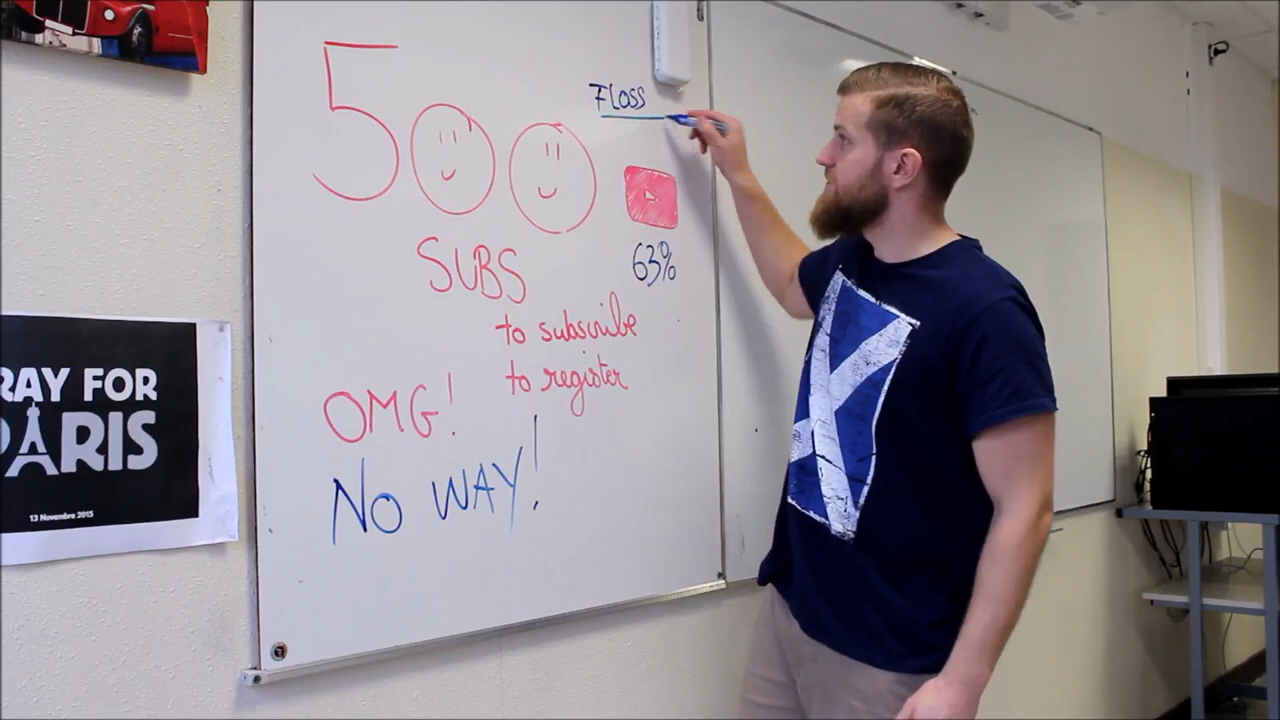 500
FLOSS
63%
SUBS
to subscribe
to register
OMG!
NO WAY!
RAY FOR
PARIS
13 Novembre 2015